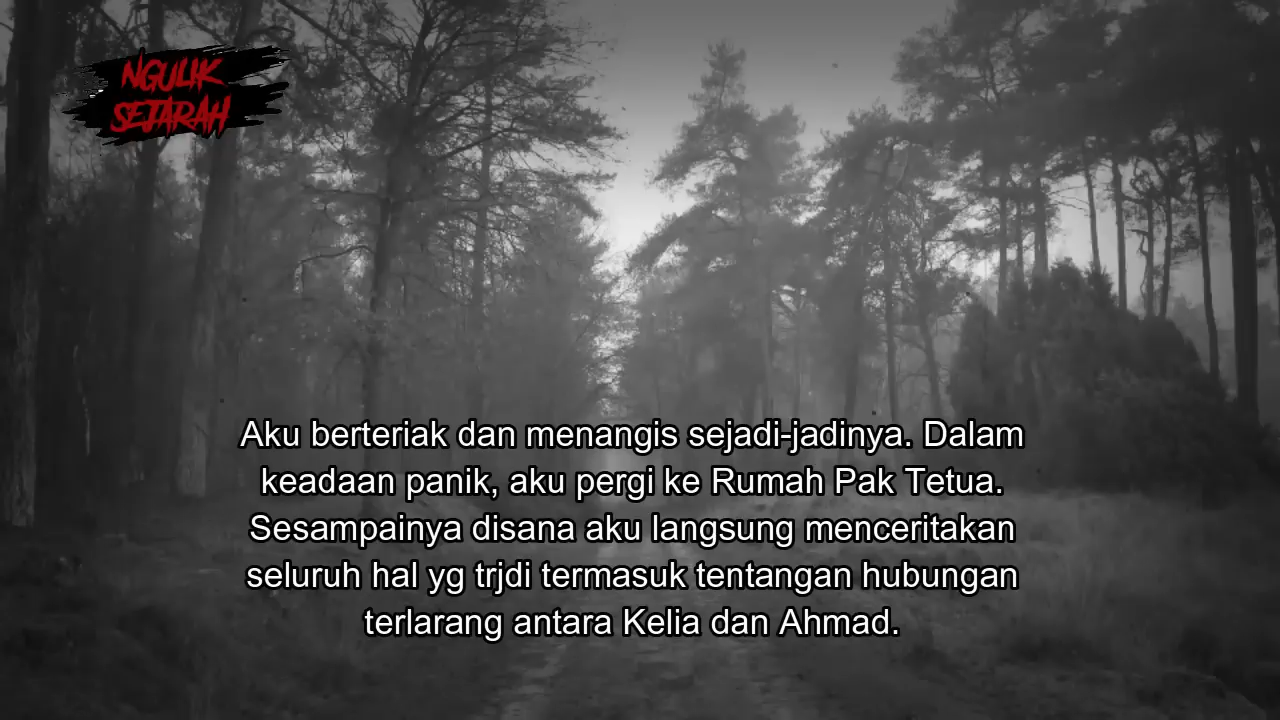 NGULIK
SEJARAH
Aku berteriak dan menangis sejadi-jadinya. Dalam
keadaan panik, aku pergi ke Rumah Pak Tetua.
Sesampainya disana aku langsung menceritakan
seluruh hal yg trjdi termasuk tentangan hubungan
terlarang antara Kelia dan Ahmad.